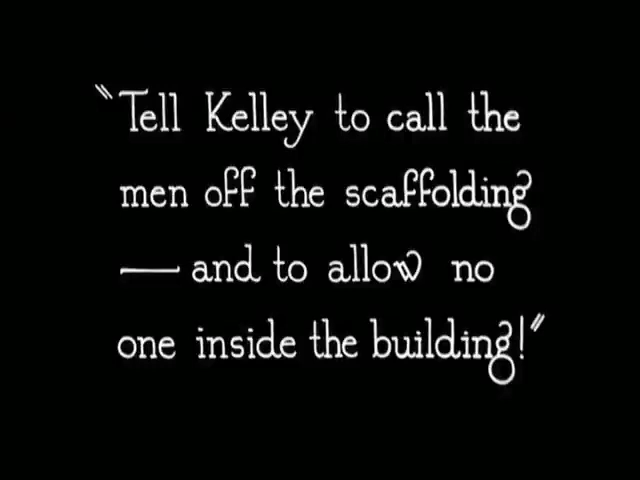 "Tell Kelley to call the
men off the scaffolding
— and to allow no
one inside the building!"